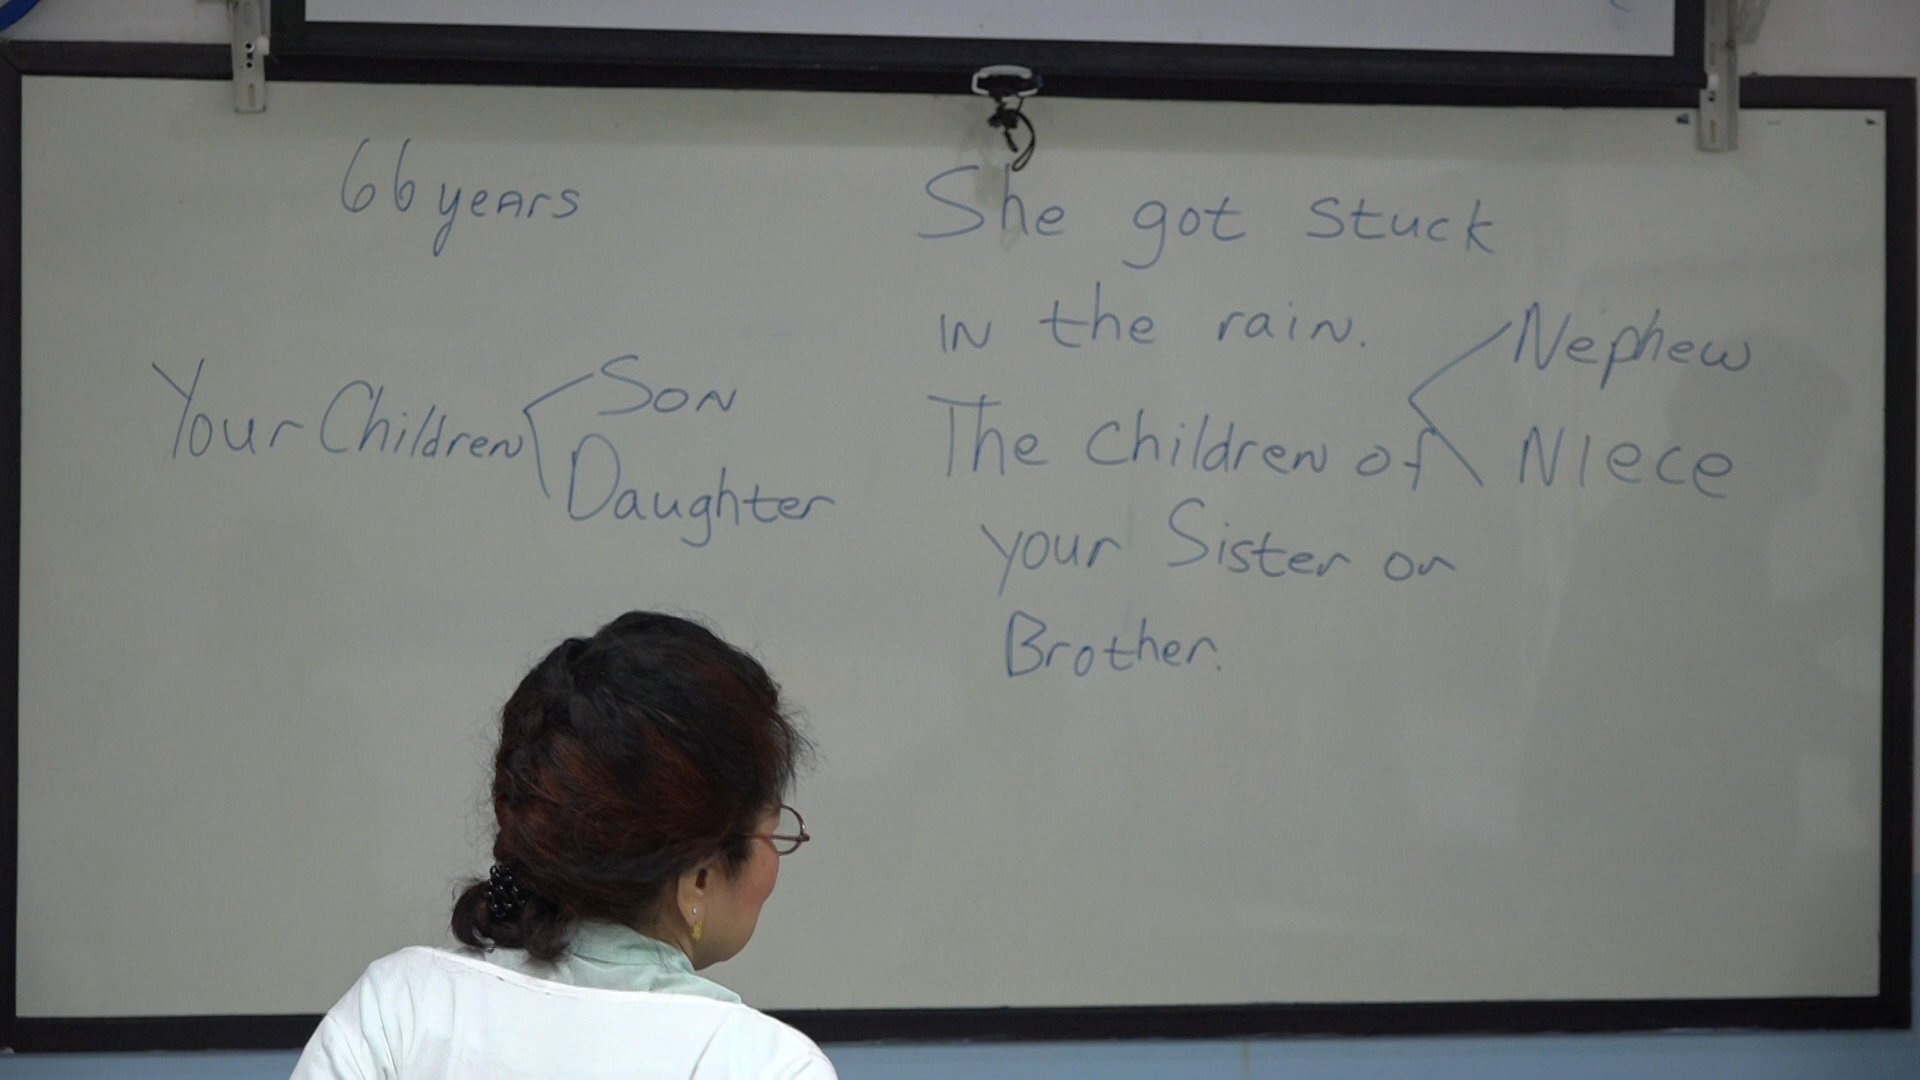 66 years
Your Children
Son
Daughter
She got stuck
in the rain.
The children of
your Sister or
Brother.
Nephew
Niece